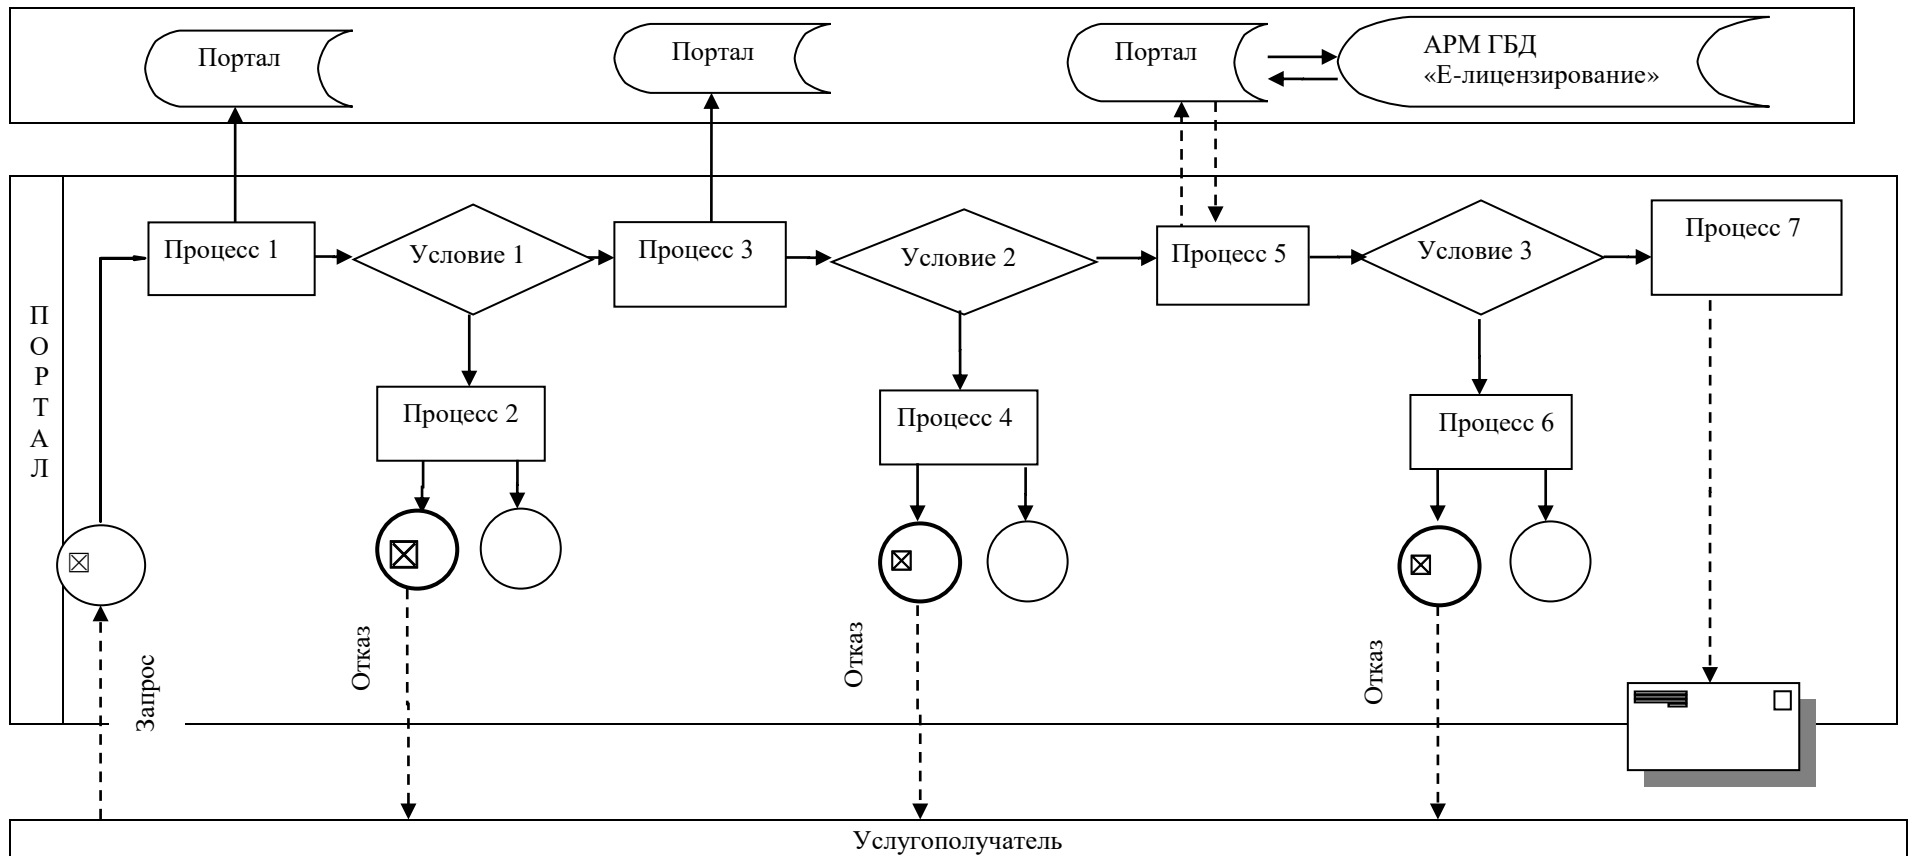 Портал
Портал
Портал
АРМ ГБД
«Е-лицензирование»
ПОРТАЛ
Процесс 1
Условие 1
Процесс 3
Условие 2
Процесс 5
Условие 3
Процесс 7
Процесс 2
Процесс 4
Процесс 6
Запрос
Отказ
Отказ
Отказ
Услугополучатель